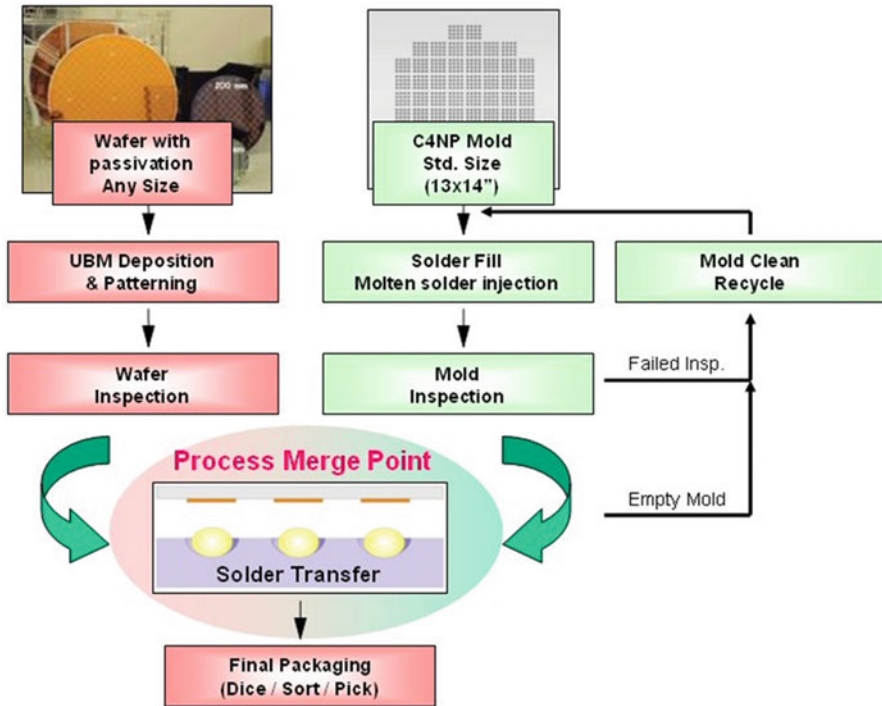 200 mm
Wafer with
passivation
Any Size
C4NP Mold
Std. Size
(13x14”)
UBM Deposition
& Patterning
Solder Fill
Molten solder injection
Mold Clean
Recycle
Wafer
Inspection
Mold
Inspection
Failed Insp.
Process Merge Point
Empty Mold
Solder Transfer
Final Packaging
(Dice / Sort / Pick)